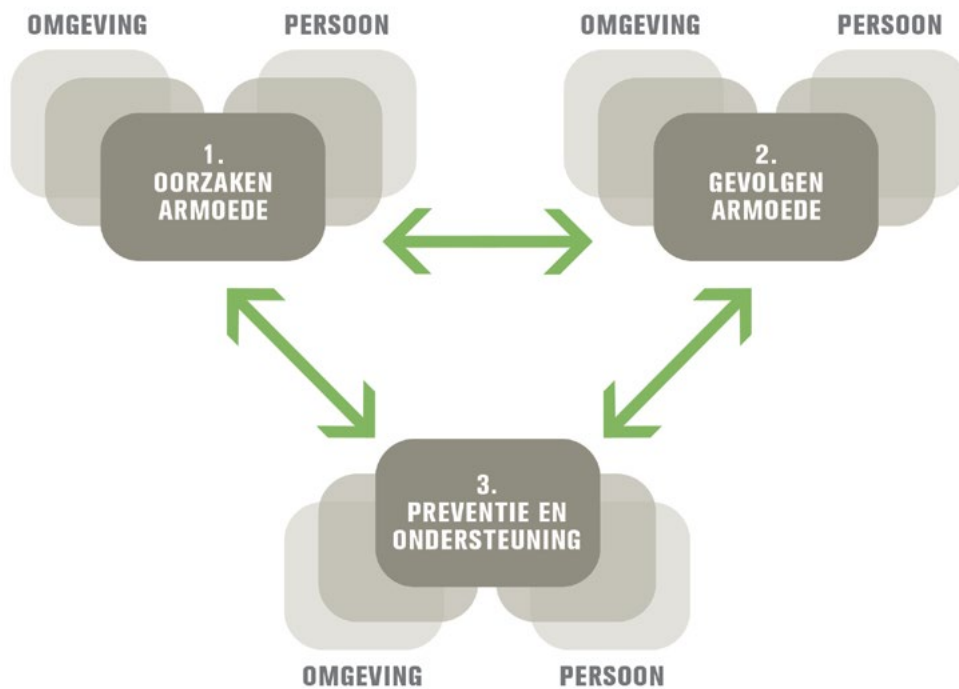 OMGEVING PERSOON OMGEVING PERSOON
1.
OORZAKEN
ARMOEDE
2.
GEVOLGEN
ARMOEDE
3.
PREVENTIE EN
ONDERSTEUNING
OMGEVING PERSOON